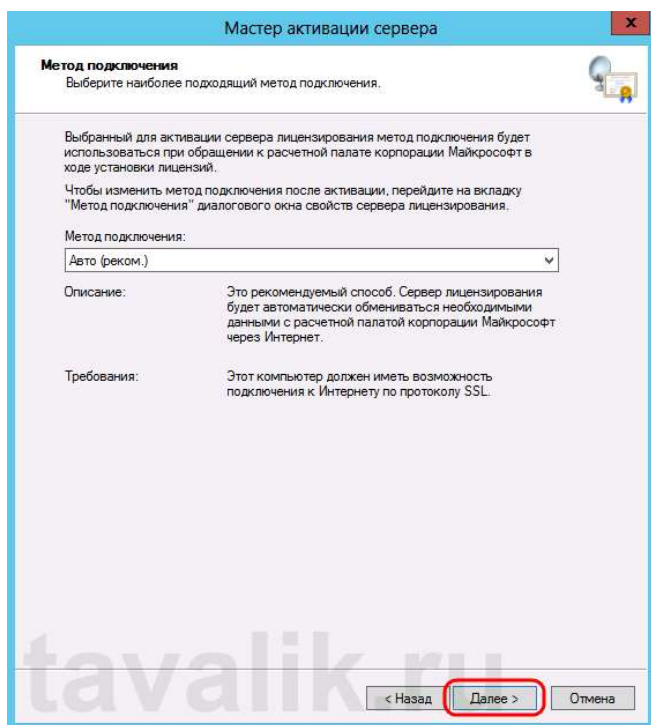 Мастер активации сервера
x
Метод подключения
Выберите наиболее подходящий метод подключения.
Выбранный для активации сервера лицензирования метод подключения будет
использоваться при обращении к расчетной палате корпорации Майкрософт в
ходе установки лицензий.
Чтобы изменить метод подключения после активации, перейдите на вкладку
"Метод подключения" диалогового окна свойств сервера лицензирования.
Метод подключения:
Авто (реком.)
Описание:
Это рекомендуемый способ. Сервер лицензирования
будет автоматически обмениваться необходимыми
данными с расчетной палатой корпорации Майкрософт
через Интернет.
Требования:
Этот компьютер должен иметь возможность
подключения к Интернету по протоколу SSL.
tavalik.ru
< Назад
Далее >
Отмена